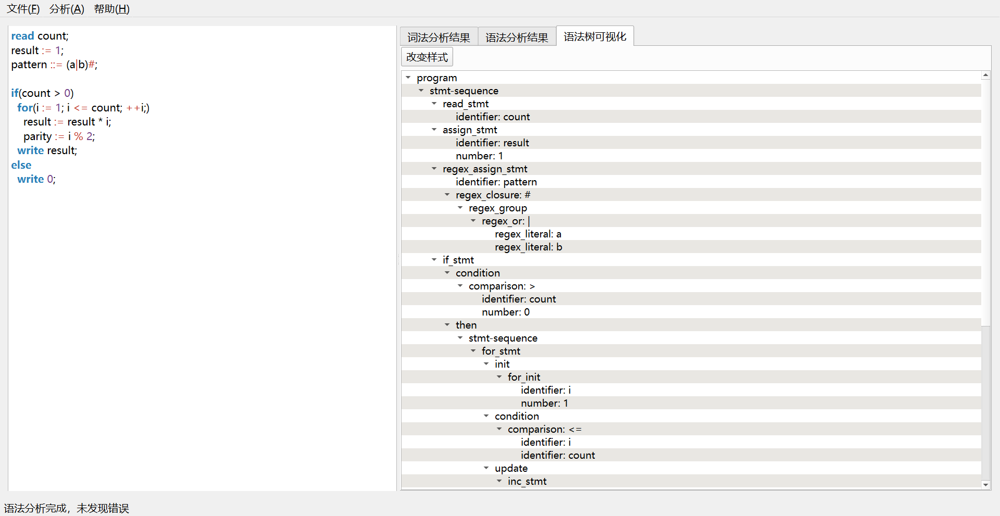 文件(F) 分析(A) 帮助(H)
read count;
result := 1;
pattern ::= (a|b)#;
if(count > 0)
for(i := 1; i <= count; ++i;)
result := result * i;
parity := i % 2;
write result;
else
write 0;
词法分析结果 语法分析结果 语法树可视化
改变样式
program
stmt-sequence
read_stmt
identifier: count
assign_stmt
identifier: result
number: 1
regex_assign_stmt
identifier: pattern
regex_closure: #
regex_group
regex_or: |
regex_literal: a
regex_literal: b
if_stmt
condition
comparison: >
identifier: count
number: 0
then
stmt-sequence
for_stmt
init
for_init
identifier: i
number: 1
condition
comparison: <=
identifier: i
identifier: count
update
inc_stmt
语法分析完成，未发现错误